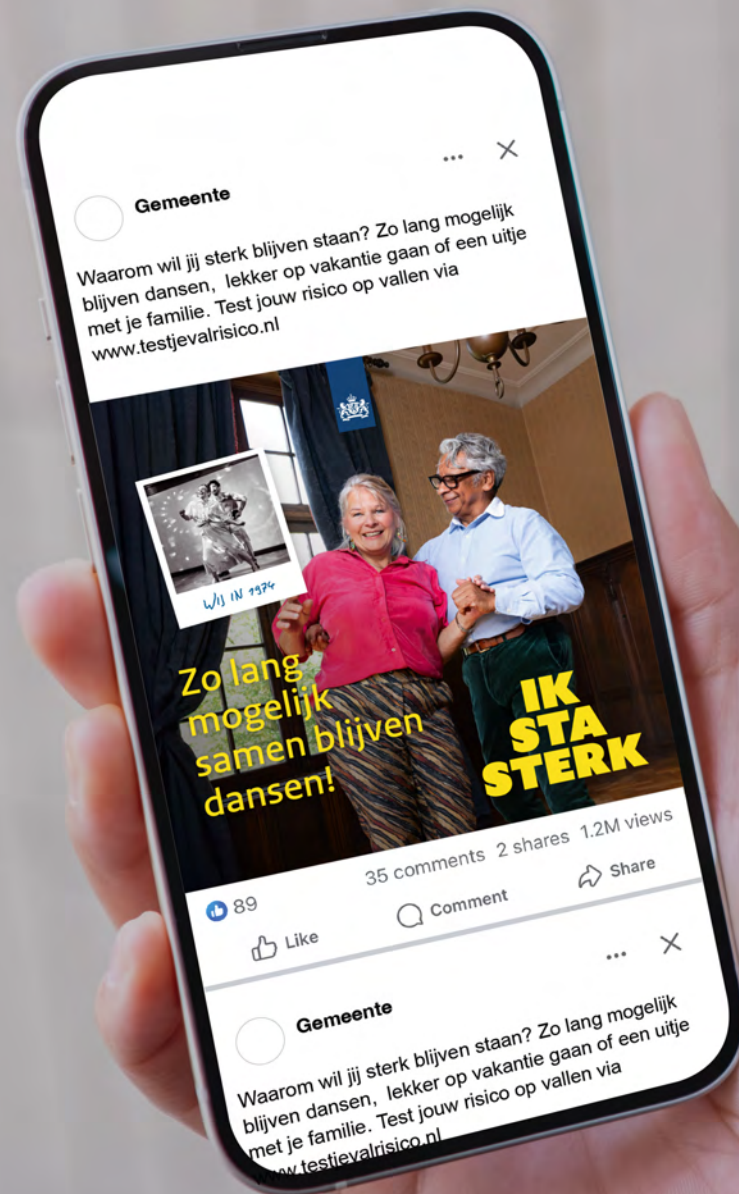 Gemeente
Waarom wil jij sterk blijven staan? Zo lang mogelijk
blijven dansen,  lekker op vakantie gaan of een uitje
met je familie. Test jouw risico op vallen via
www.testjevalrisico.nl
WIJ IN 1974
Zo lang
mogelijk
samen blijven
dansen!
IK
STA
STERK
89
35 comments 2 shares 1.2M views
Like
Comment
Share
Gemeente
Waarom wil jij sterk blijven staan? Zo lang mogelijk
blijven dansen,  lekker op vakantie gaan of een uitje
met je familie. Test jouw risico op vallen via
www.testjevalrisico.nl